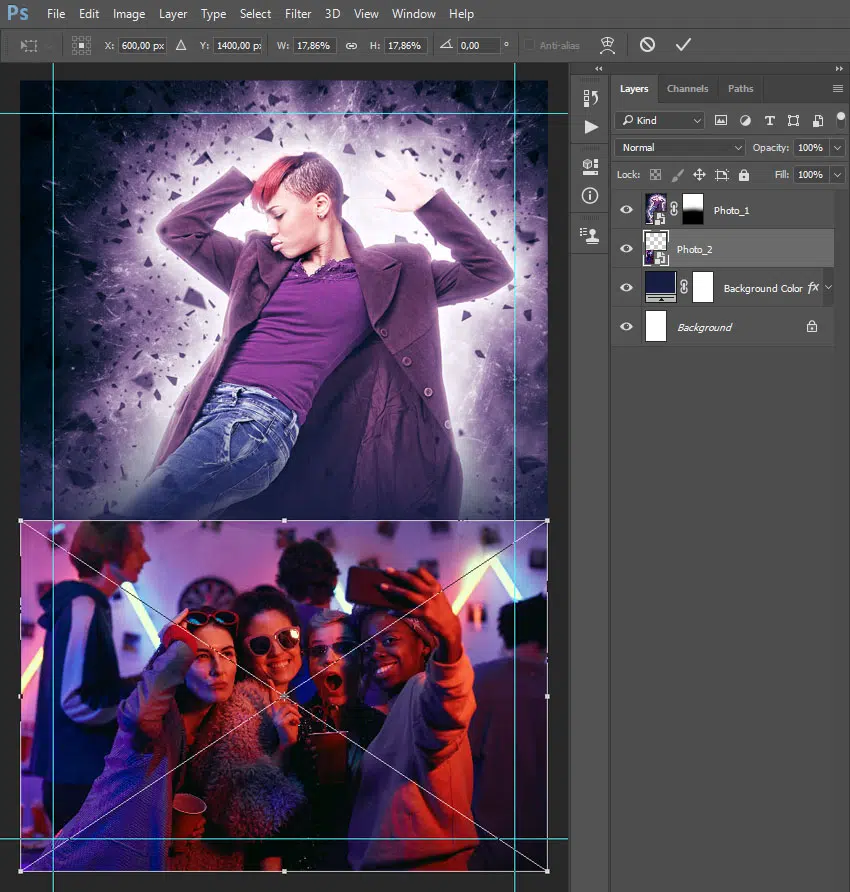 Ps File Edit Image Layer Type Select Filter 3D View Window Help
X: 600,00 px Y: 1400,00 px W: 17,86% H: 17,86% 0,00 ° Anti-alias
Layers Channels Paths
Kind
Normal Opacity: 100%
Lock: Fill: 100%
Photo_1
Photo_2
Background Color fx
Background